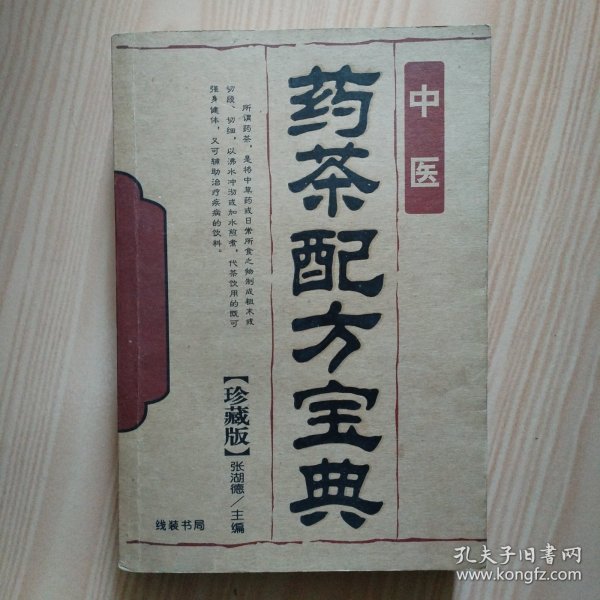 中医
药茶配方宝典
所谓药茶，是将中草药或日常所食之物制成粗末或
切段、切细，以沸水冲沏或加水煎煮，代茶饮用的既可
强身健体，又可辅助治疗疾病的饮料。
【珍藏版】
张湖德/主编
线装书局
孔夫子旧书网
www.kongfz.com